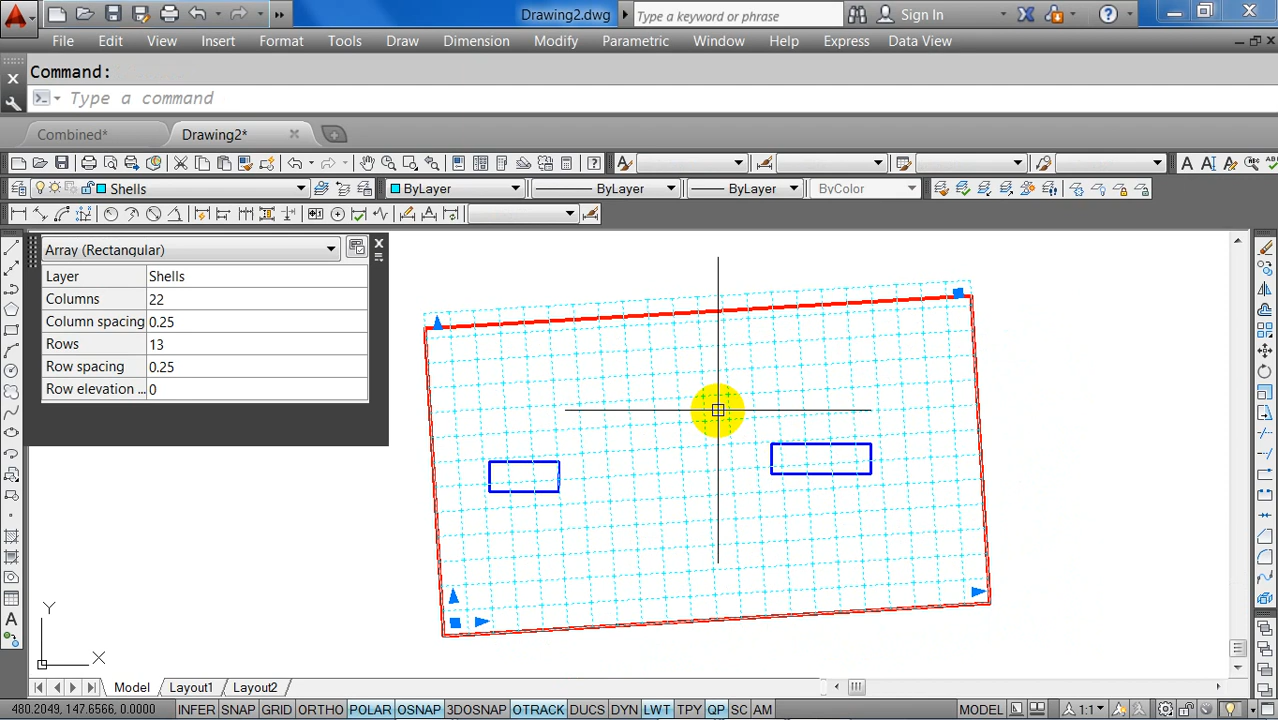 Drawing2.dwg Type a keyword or phrase Sign In
File Edit View Insert Format Tools Draw Dimension Modify Parametric Window Help Express Data View
Command:
Type a command
Combined* Drawing2*
Shells ByLayer ByLayer ByLayer ByColor
Array (Rectangular)
Layer Shells
Columns 22
Column spacing 0.25
Rows 13
Row spacing 0.25
Row elevation ... 0
Y
X
Model Layout1 Layout2
480.2049, 147.6566, 0.0000 INFER SNAP GRID ORTHO POLAR OSNAP 3DOSNAP OTRACK DUCS DYN LWT TPY QP SC AM MODEL 1:1